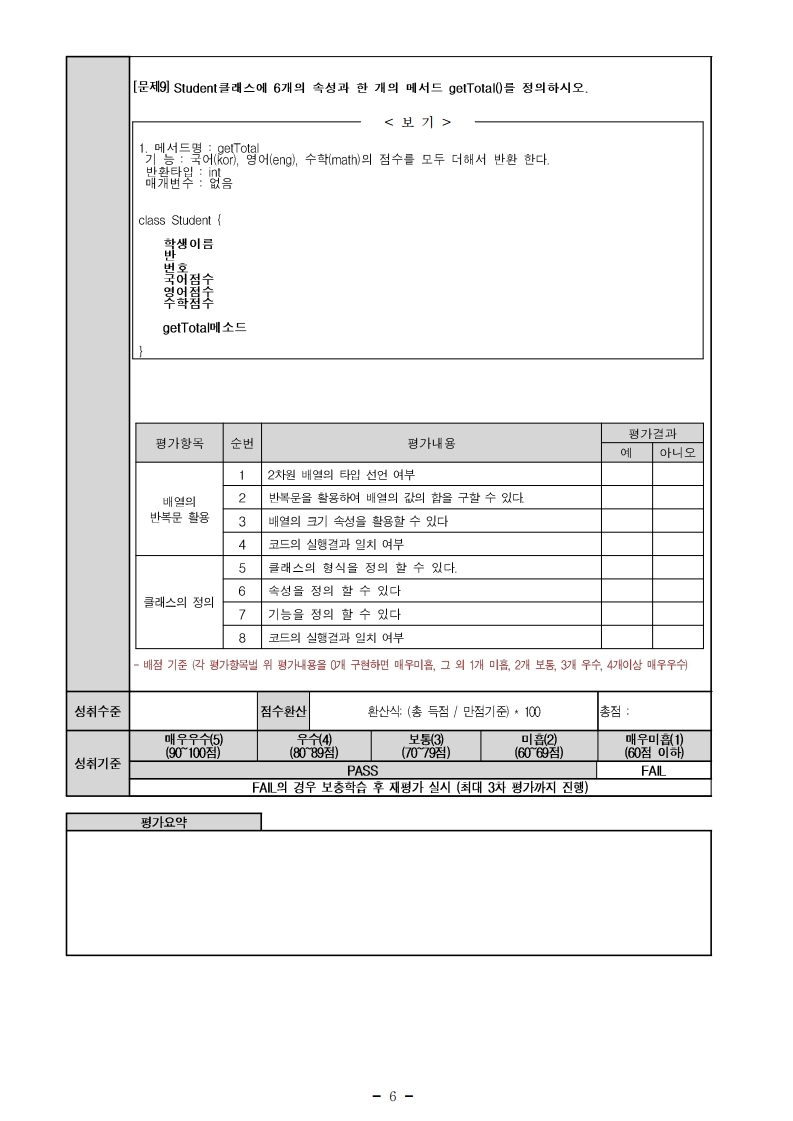 [문제9] Student클래스에 6개의 속성과 한 개의 메서드 getTotal()를 정의하시오.
< 보 기 >
1. 메서드명 : getTotal
기 능 : 국어(kor), 영어(eng), 수학(math)의 점수를 모두 더해서 반환 한다.
반환타입 : int
매개변수 : 없음
class Student {
학생이름
반
번호
국어점수
영어점수
수학점수
getTotal메소드
}
평가항목 순번 평가내용 평가결과
예 아니오
배열의 반복문 활용
1 2차원 배열의 타입 선언 여부
2 반복문을 활용하여 배열의 값의 합을 구할 수 있다.
3 배열의 크기 속성을 활용할 수 있다
4 코드의 실행결과 일치 여부
클래스의 정의
5 클래스의 형식을 정의 할 수 있다.
6 속성을 정의 할 수 있다
7 기능을 정의 할 수 있다
8 코드의 실행결과 일치 여부
- 배점 기준 (각 평가항목별 위 평가내용을 0개 구현하면 매우미흡, 그 외 1개 미흡, 2개 보통, 3개 우수, 4개이상 매우우수)
성취수준 점수환산 환산식: (총 득점 / 만점기준) * 100 총점 :
성취기준
매우우수(5) 우수(4) 보통(3) 미흡(2) 매우미흡(1)
(90~100점) (80~89점) (70~79점) (60~69점) (60점 이하)
PASS FAIL
FAIL의 경우 보충학습 후 재평가 실시 (최대 3차 평가까지 진행)
평가요약
- 6 -